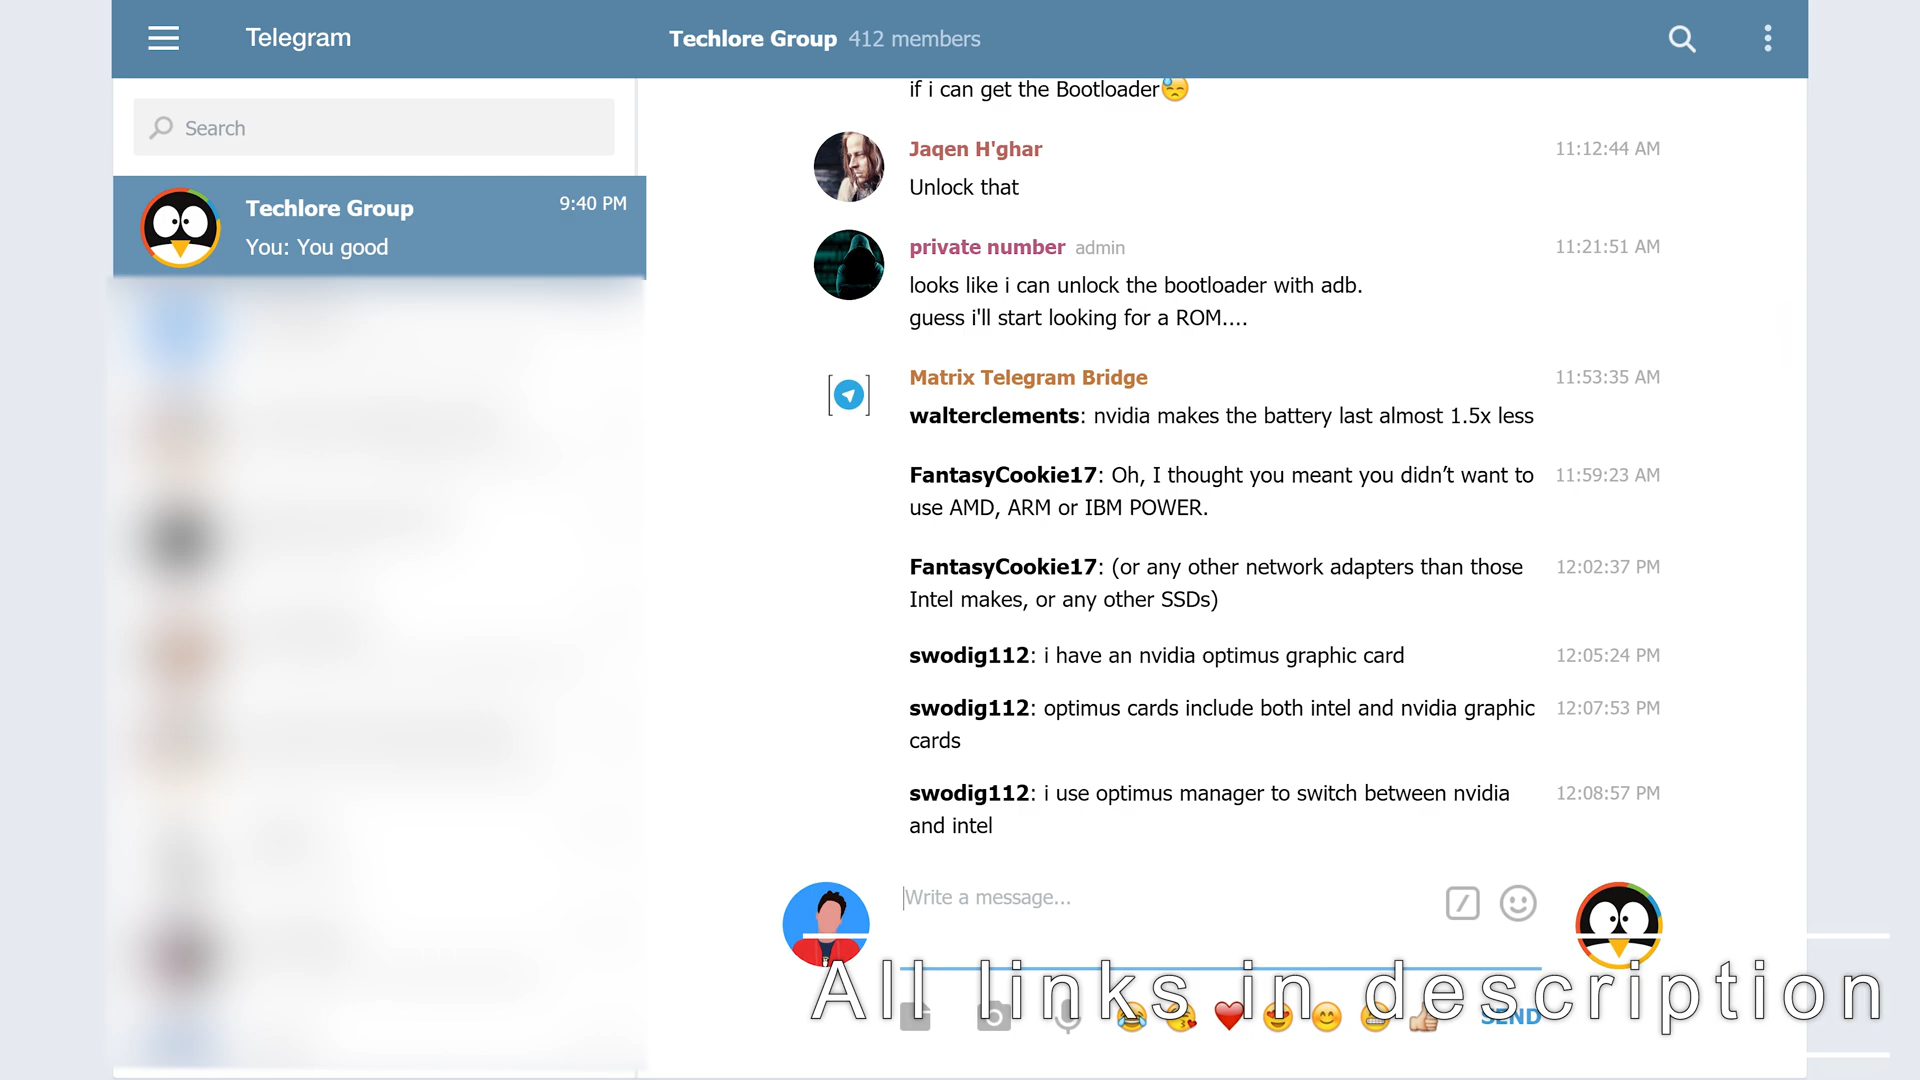 Telegram
Techlore Group 412 members
Search
Techlore Group 9:40 PM
You: You good
if i can get the Bootloader😓
Jaqen H'ghar 11:12:44 AM
Unlock that
private number admin 11:21:51 AM
looks like i can unlock the bootloader with adb.
guess i'll start looking for a ROM....
Matrix Telegram Bridge 11:53:35 AM
walterclements: nvidia makes the battery last almost 1.5x less
FantasyCookie17: Oh, I thought you meant you didn’t want to 11:59:23 AM
use AMD, ARM or IBM POWER.
FantasyCookie17: (or any other network adapters than those 12:02:37 PM
Intel makes, or any other SSDs)
swodig112: i have an nvidia optimus graphic card 12:05:24 PM
swodig112: optimus cards include both intel and nvidia graphic 12:07:53 PM
cards
swodig112: i use optimus manager to switch between nvidia 12:08:57 PM
and intel
Write a message...
All links in description
SEND